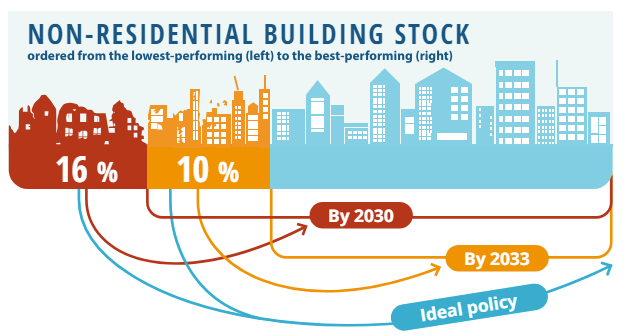 NON-RESIDENTIAL BUILDING STOCK
ordered from the lowest-performing (left) to the best-performing (right)
16 %
10 %
By 2030
By 2033
Ideal policy